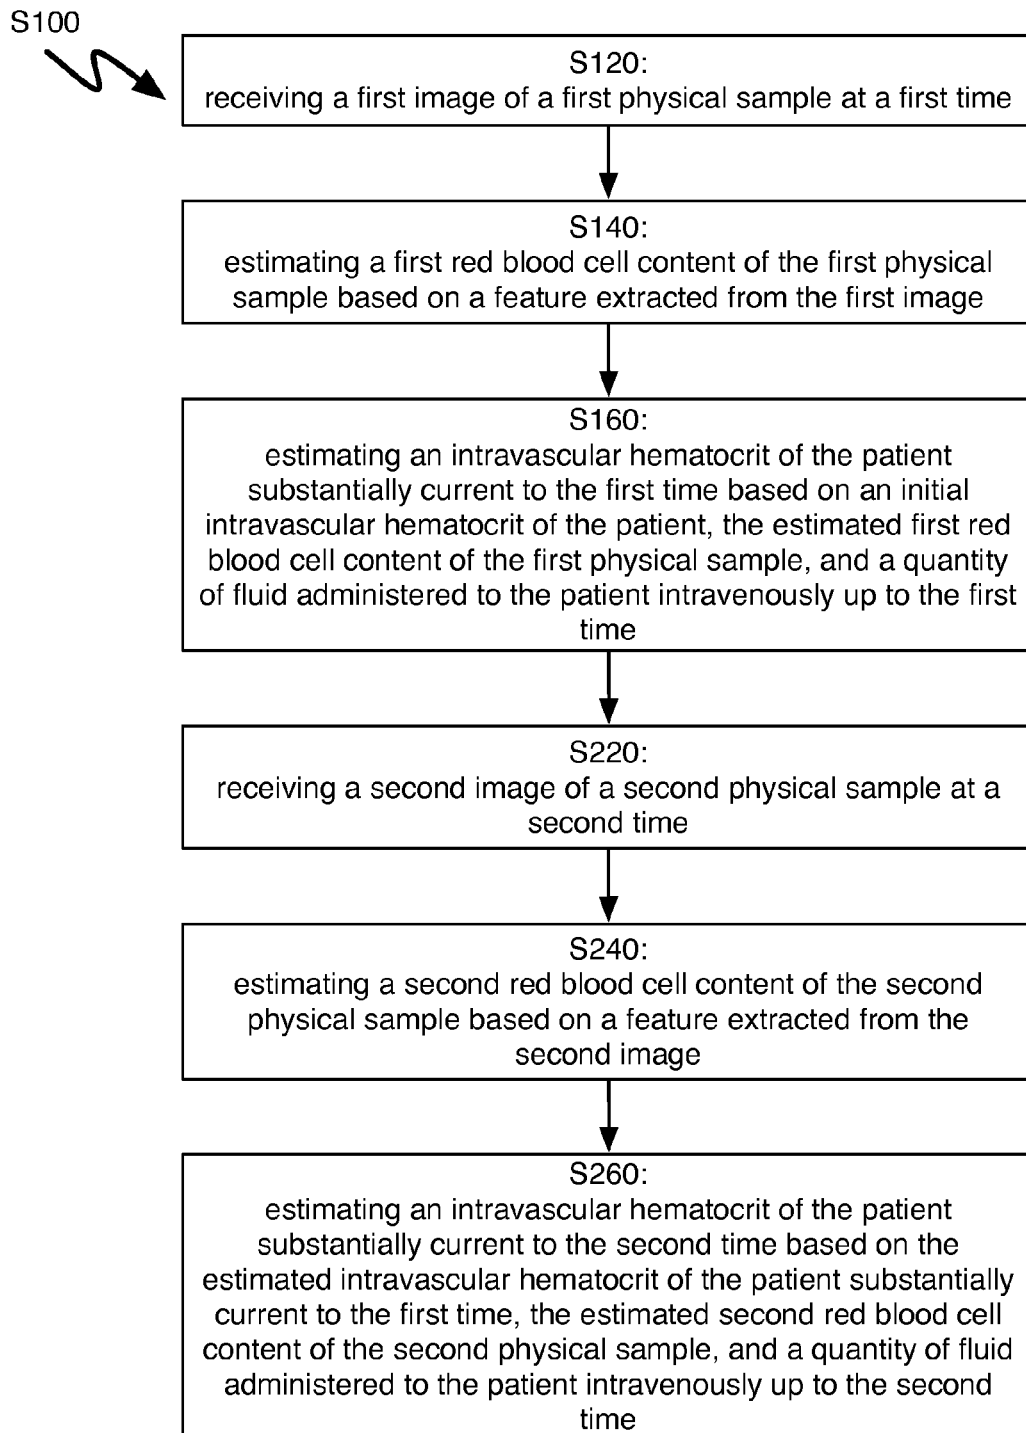 S100
S120:
receiving a first image of a first physical sample at a first time
S140:
estimating a first red blood cell content of the first physical
sample based on a feature extracted from the first image
S160:
estimating an intravascular hematocrit of the patient
substantially current to the first time based on an initial
intravascular hematocrit of the patient, the estimated first red
blood cell content of the first physical sample, and a quantity
of fluid administered to the patient intravenously up to the first
time
S220:
receiving a second image of a second physical sample at a
second time
S240:
estimating a second red blood cell content of the second
physical sample based on a feature extracted from the
second image
S260:
estimating an intravascular hematocrit of the patient
substantially current to the second time based on the
estimated intravascular hematocrit of the patient substantially
current to the first time, the estimated second red blood cell
content of the second physical sample, and a quantity of fluid
administered to the patient intravenously up to the second
time